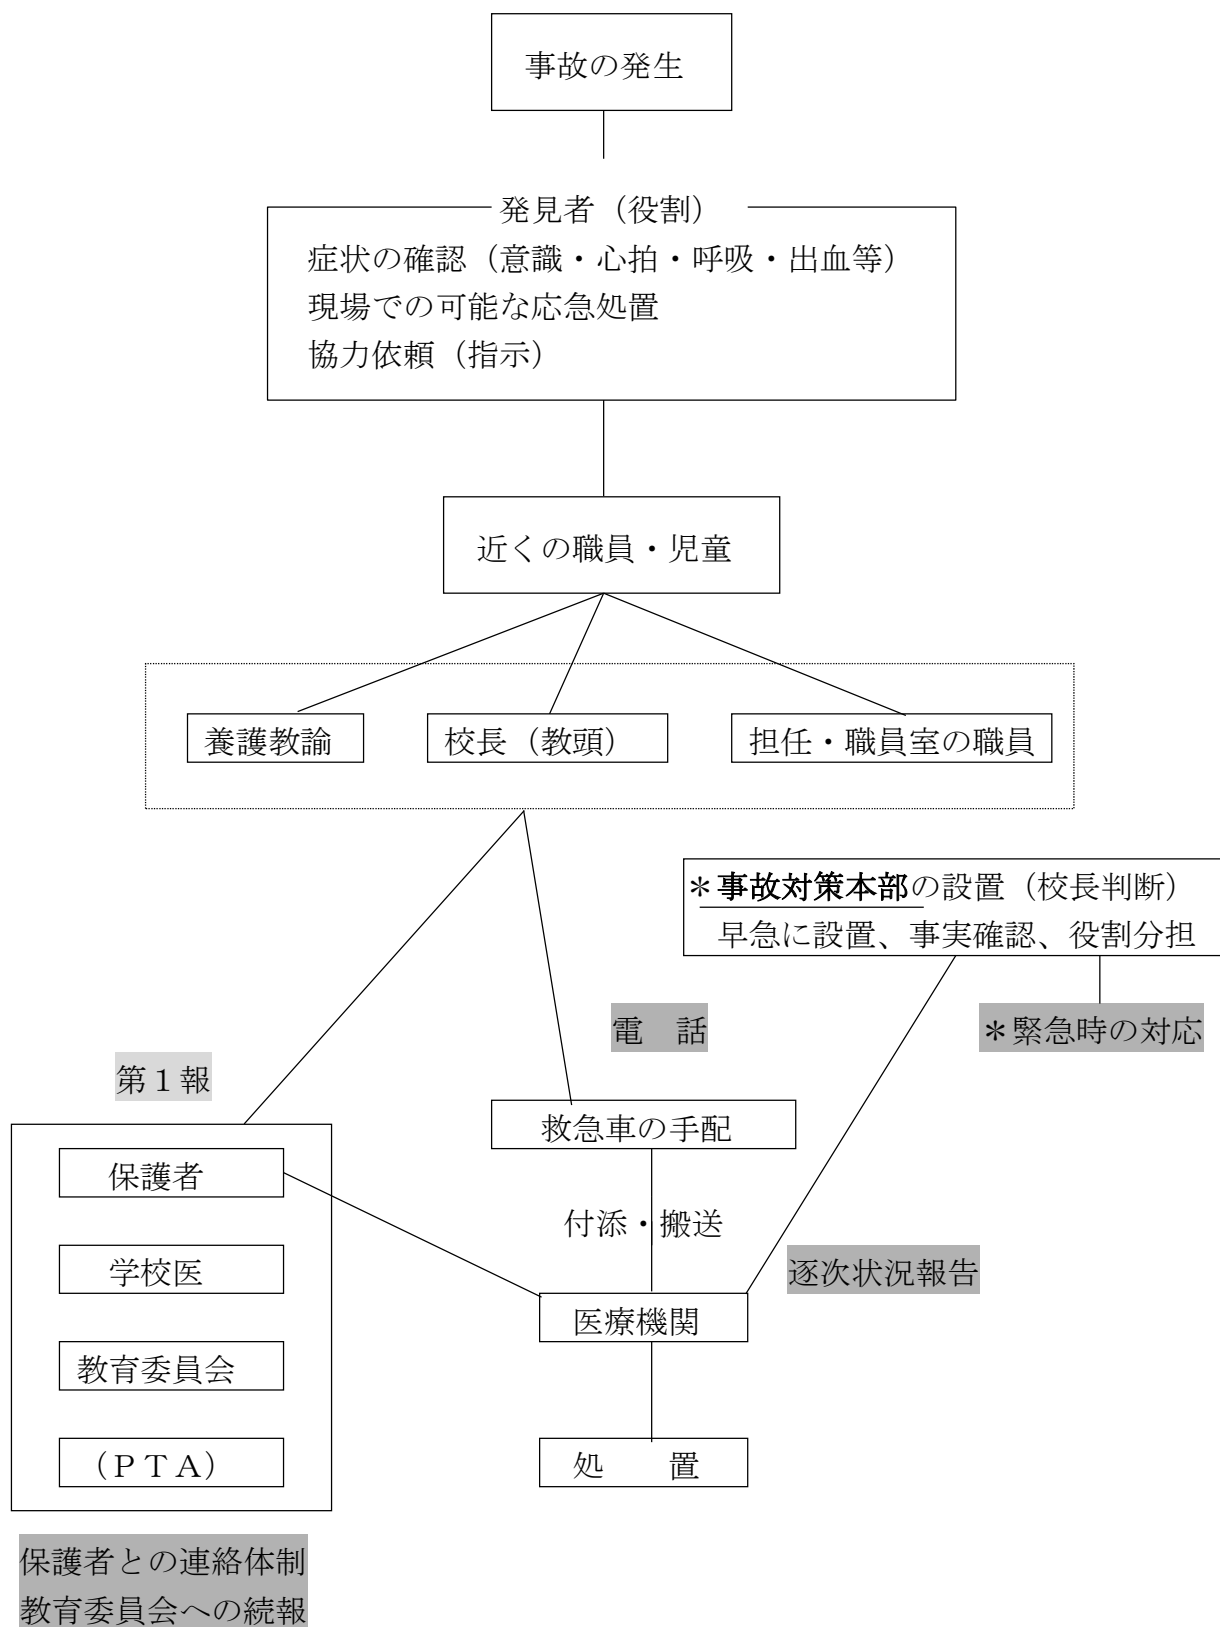 事故の発生
発見者（役割）
症状の確認（意識・心拍・呼吸・出血等）
現場での可能な応急処置
協力依頼（指示）
近くの職員・児童
養護教諭
校長（教頭）
担任・職員室の職員
＊事故対策本部の設置（校長判断）
早急に設置、事実確認、役割分担
電　話
＊緊急時の対応
第１報
救急車の手配
保護者
付添・搬送
学校医
逐次状況報告
医療機関
教育委員会
（ＰＴＡ）
処　　置
保護者との連絡体制
教育委員会への続報